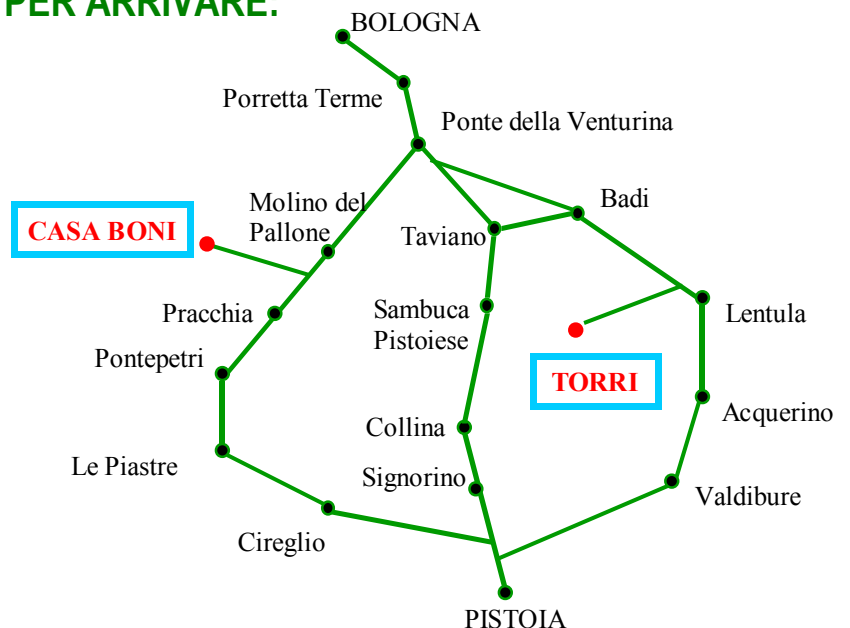 PER ARRIVARE:
BOLOGNA
Porretta Terme
Ponte della Venturina
Molino del
Pallone
Badi
CASA BONI
Taviano
Pracchia
Sambuca
Pistoiese
Lentula
Pontepetri
TORRI
Acquerino
Collina
Le Piastre
Signorino
Valdibure
Cireglio
PISTOIA